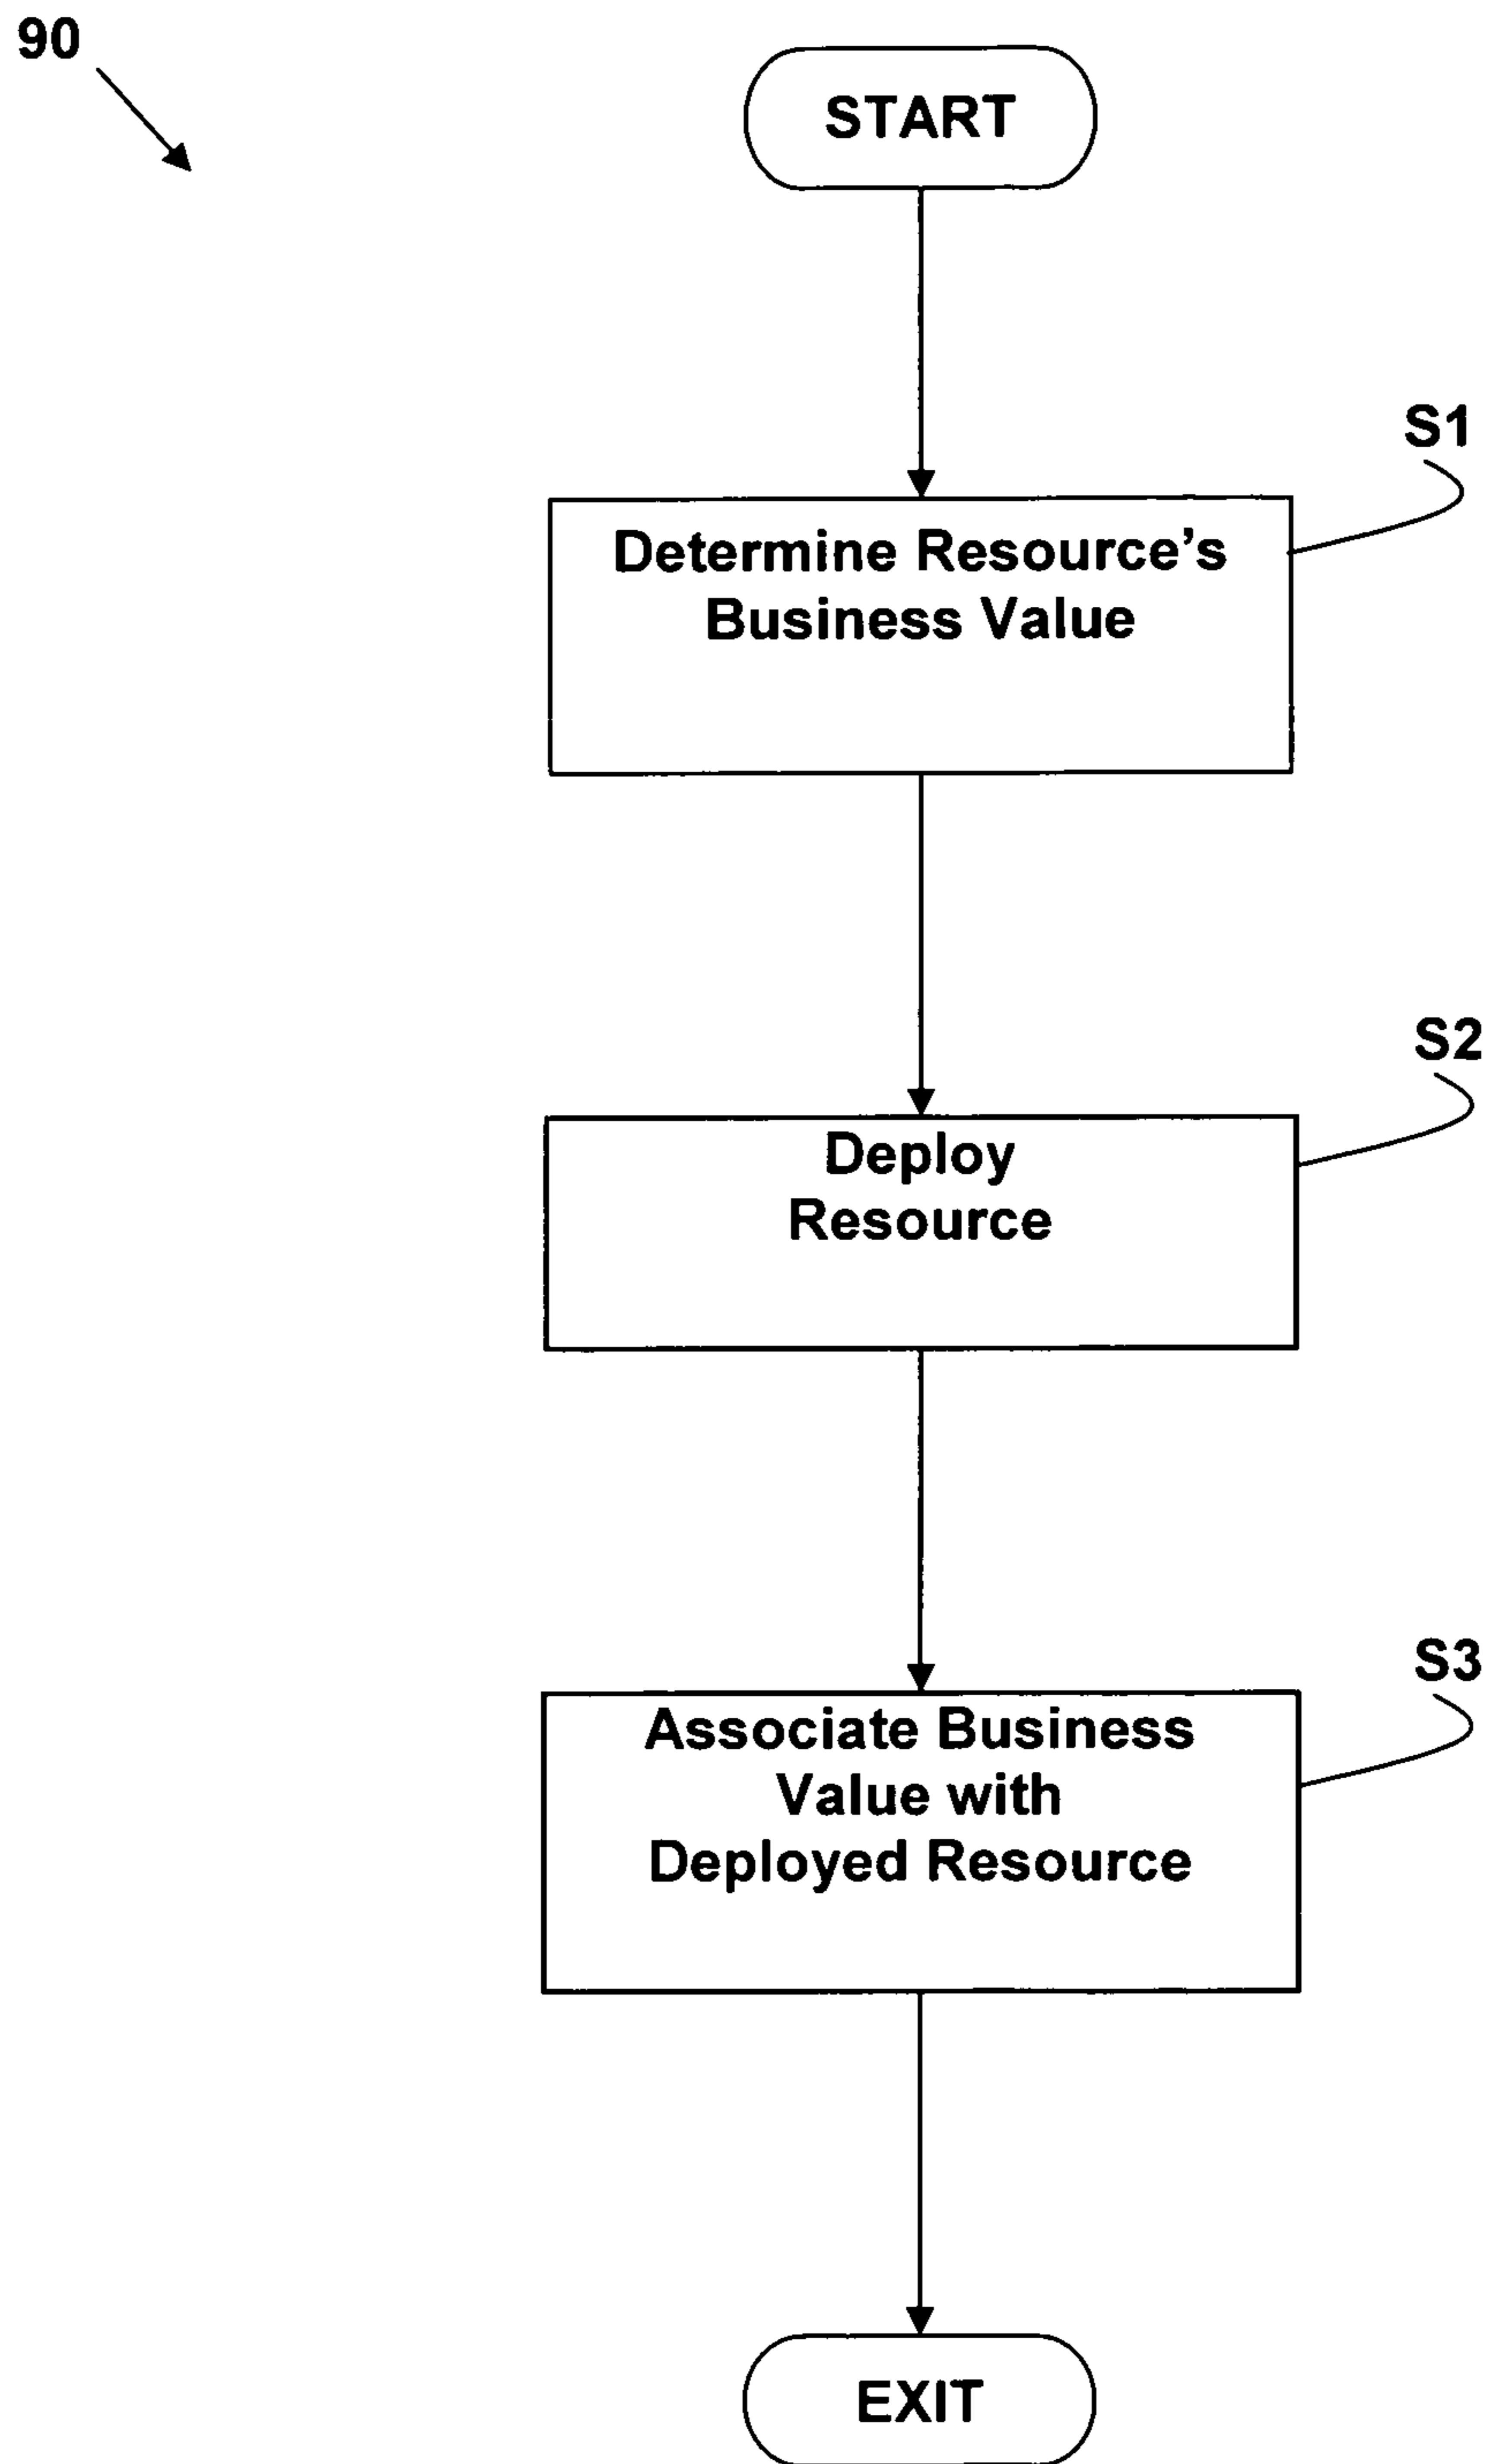 90
START
S1
Determine Resource's
Business Value
S2
Deploy
Resource
S3
Associate Business
Value with
Deployed Resource
EXIT